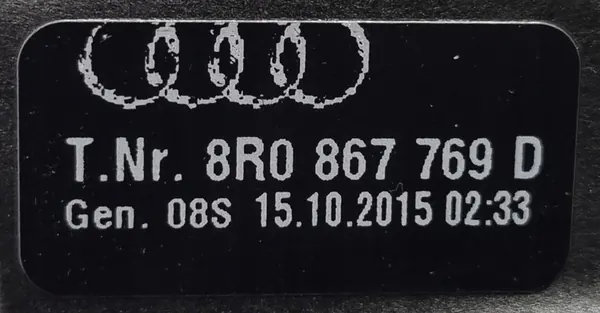 T.Nr. 8R0 867 769 D
Gen. 08S 15.10.2015 02:33